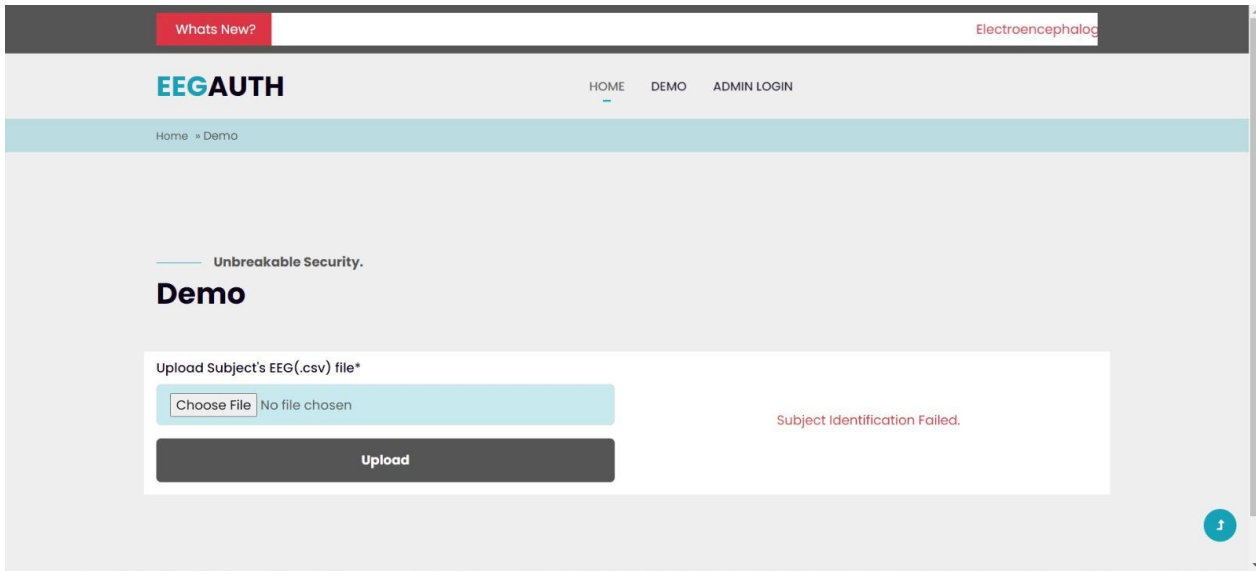 Whats New?
Electroencephalog
EEGAUTH
HOME DEMO ADMIN LOGIN
Home » Demo
Unbreakable Security.
Demo
Upload Subject's EEG(.csv) file*
Choose File No file chosen
Subject Identification Failed.
Upload